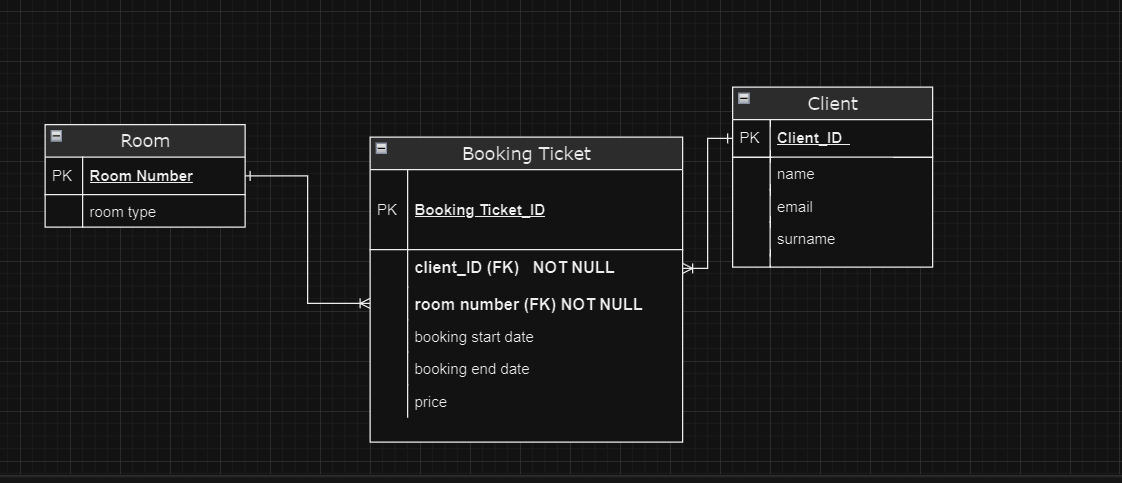 Room
PK Room Number
room type
Booking Ticket
PK Booking Ticket_ID
client_ID (FK) NOT NULL
room number (FK) NOT NULL
booking start date
booking end date
price
Client
PK Client_ID
name
email
surname